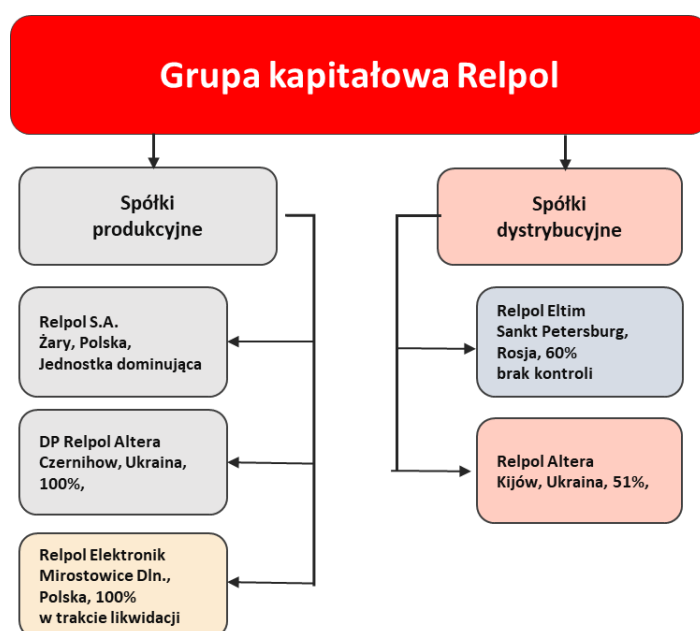 Grupa kapitałowa Relpol
Spółki
produkcyjne
Relpol S.A.
Żary, Polska,
Jednostka dominująca
DP Relpol Altera
Czernihow, Ukraina,
100%,
Relpol Elektronik
Mirostowice Dln.,
Polska, 100%
w trakcie likwidacji
Spółki
dystrybucyjne
Relpol Eltim
Sankt Petersburg,
Rosja, 60%
brak kontroli
Relpol Altera
Kijów, Ukraina, 51%,